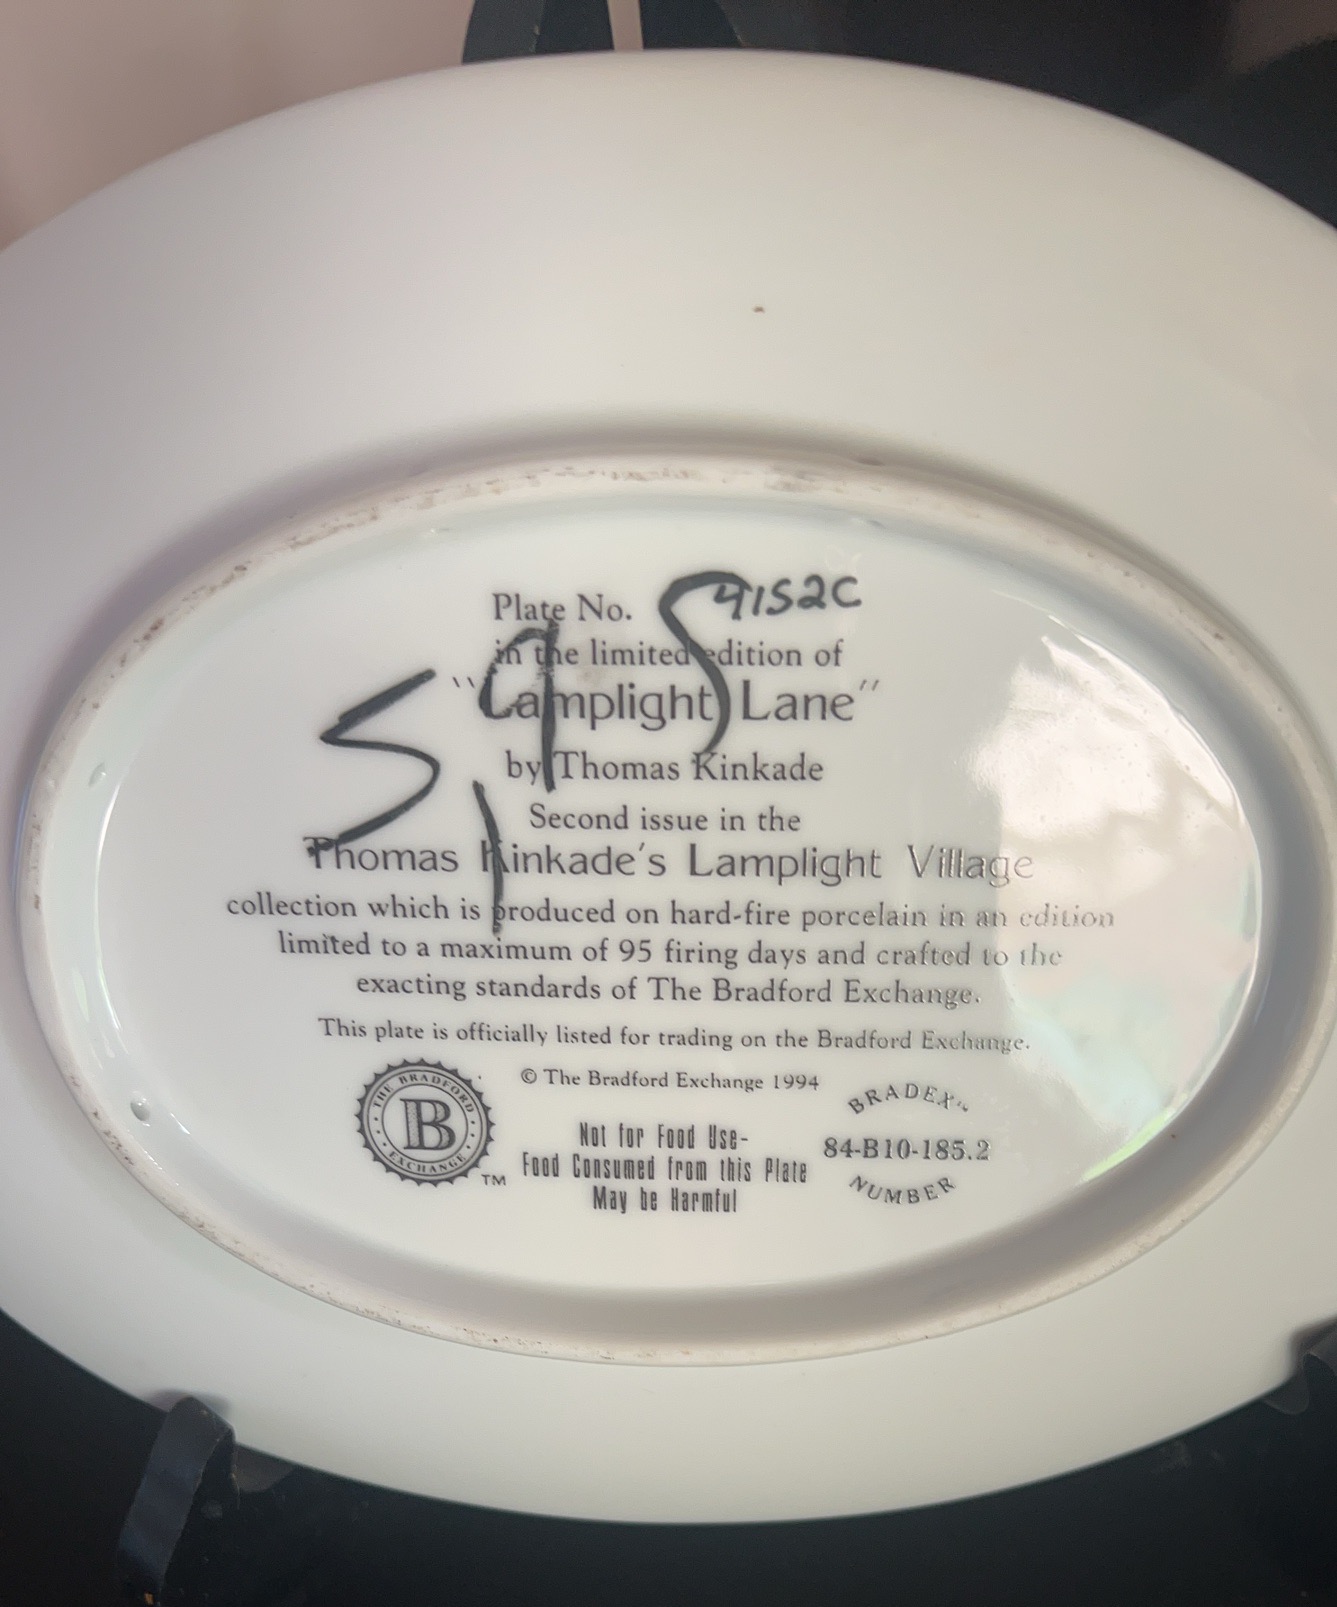 Plate No. 9152C
in the limited edition of
"Lamplight Lane"
by Thomas Kinkade
Second issue in the
Thomas Kinkade's Lamplight Village
collection which is produced on hard-fire porcelain in an edition
limited to a maximum of 95 firing days and crafted to the
exacting standards of The Bradford Exchange.
This plate is officially listed for trading on the Bradford Exchange.
© The Bradford Exchange 1994
THE BRADFORD
B
EXCHANGE
TM
Not for Food Use-
Food Consumed from this Plate
May be Harmful
BRADEX™
84-B10-185.2
NUMBER